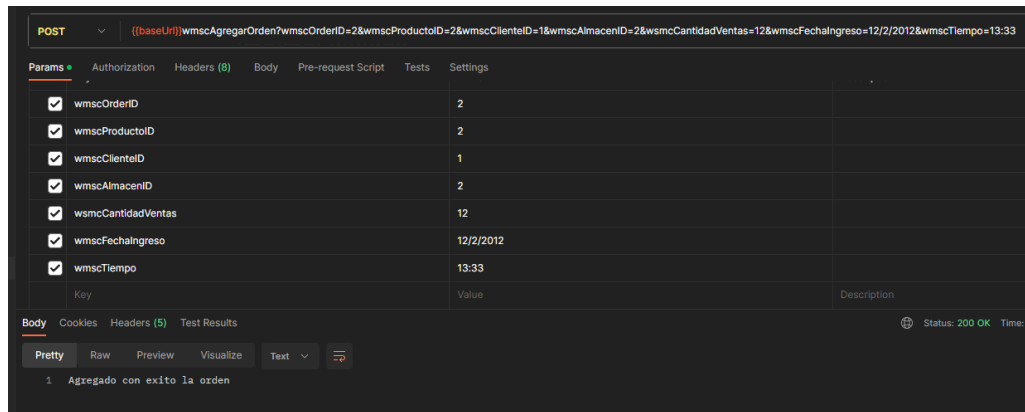 POST {{baseUrl}}wmscAgregarOrden?wmscOrderID=2&wmscProductoID=2&wmscClienteID=1&wmscAlmacenID=2&wsmcCantidadVentas=12&wmscFechaIngreso=12/2/2012&wmscTiempo=13:33
Params Authorization Headers (8) Body Pre-request Script Tests Settings
wmscOrderID 2
wmscProductoID 2
wmscClienteID 1
wmscAlmacenID 2
wsmcCantidadVentas 12
wmscFechaIngreso 12/2/2012
wmscTiempo 13:33
Key Value Description
Body Cookies Headers (5) Test Results Status: 200 OK Time:
Pretty Raw Preview Visualize Text
1 Agregado con exito la orden